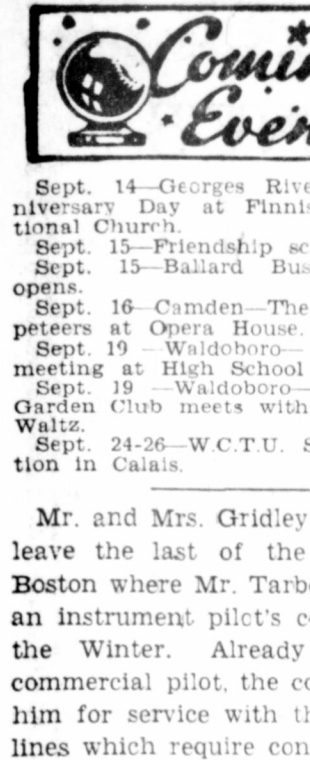 Comin
Even
Sept. 14—Georges Rive
niversary Day at Finnis
tional Church.
Sept. 15—Friendship sc
Sept. 15—Ballard Bus
opens.
Sept. 16—Camden—The
peteers at Opera House.
Sept. 19 —Waldoboro—
meeting at High School
Sept. 19 —Waldoboro—
Garden Club meets with
Waltz.
Sept. 24-26—W.C.T.U. S
tion in Calais.
Mr. and Mrs. Gridley
leave the last of the
Boston where Mr. Tarb
an instrument pilot's c
the Winter. Already
commercial pilot, the co
him for service with th
lines which require con